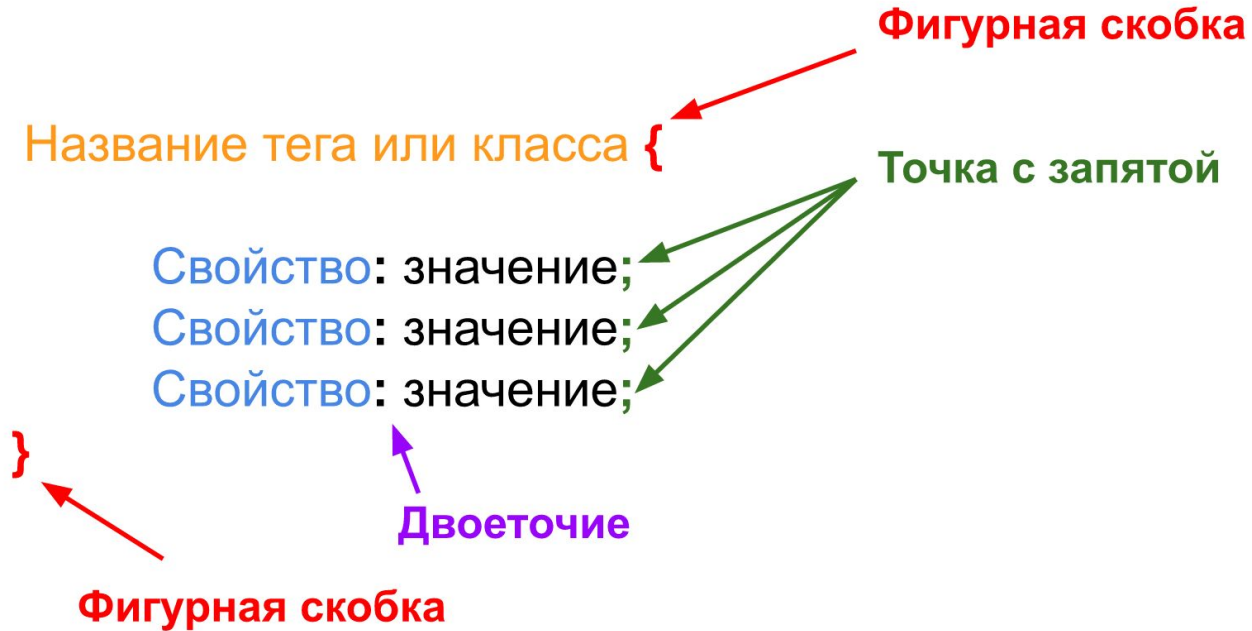 Фигурная скобка
Название тега или класса {
Точка с запятой
Свойство: значение;
Свойство: значение;
Свойство: значение;
}
Двоеточие
Фигурная скобка